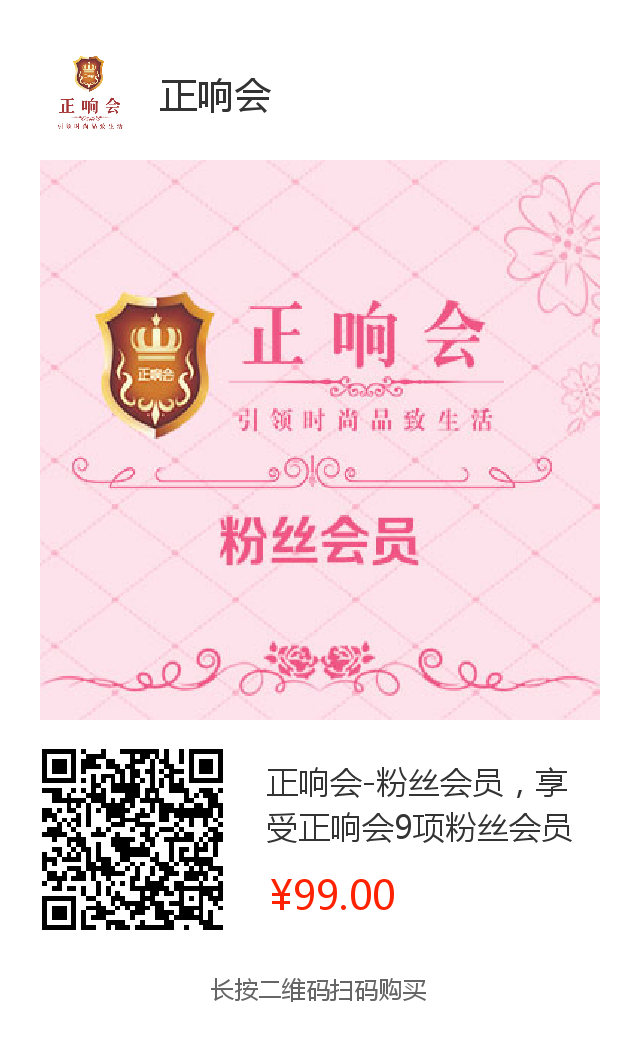 正响会
引领时尚品致生活
正响会
正响会
正响会
引领时尚品致生活
粉丝会员
正响会-粉丝会员，享
受正响会9项粉丝会员
¥99.00
长按二维码扫码购买